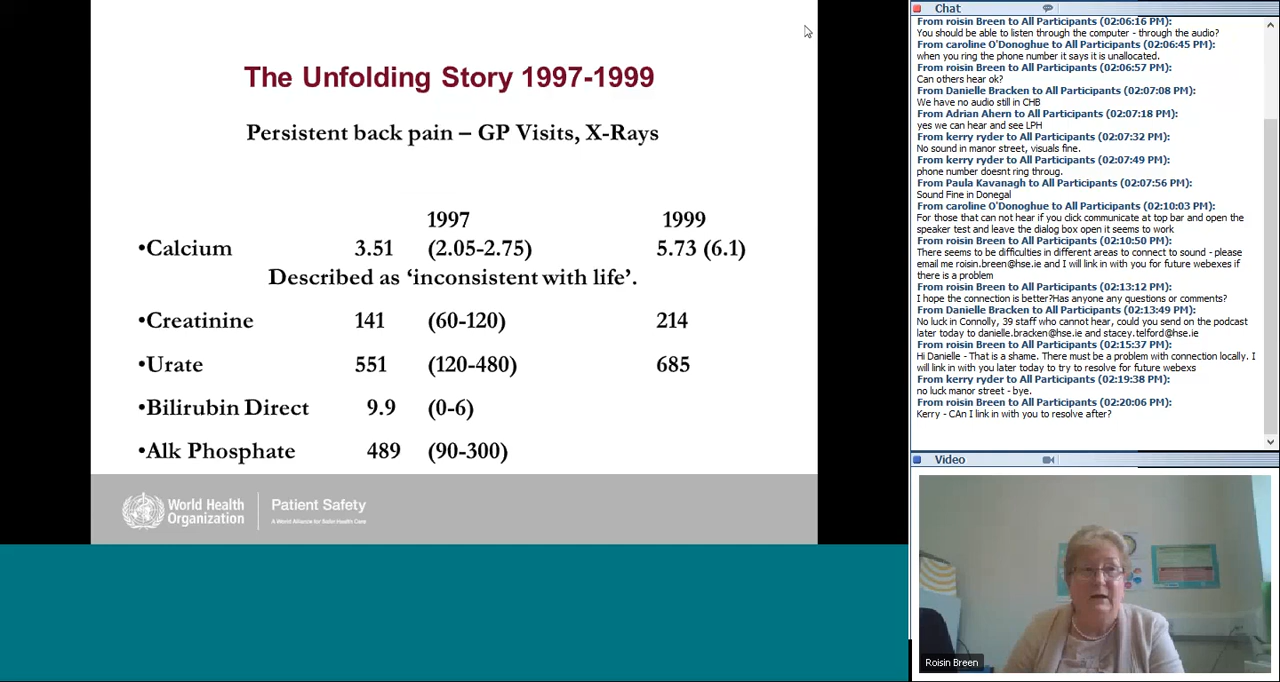 The Unfolding Story 1997-1999
Persistent back pain – GP Visits, X-Rays
1997 1999
•Calcium 3.51 (2.05-2.75) 5.73 (6.1)
Described as ‘inconsistent with life’.
•Creatinine 141 (60-120) 214
•Urate 551 (120-480) 685
•Bilirubin Direct 9.9 (0-6)
•Alk Phosphate 489 (90-300)
World Health
Organization
Patient Safety
A World Alliance for Safer Health Care
Chat
From roisin Breen to All Participants (02:06:16 PM):
You should be able to listen through the computer - through the audio?
From caroline O'Donoghue to All Participants (02:06:45 PM):
when you ring the phone number it says it is unallocated.
From roisin Breen to All Participants (02:06:57 PM):
Can others hear ok?
From Danielle Bracken to All Participants (02:07:08 PM):
We have no audio still in CHB
From Adrian Ahern to All Participants (02:07:18 PM):
yes we can hear and see LPH
From kerry ryder to All Participants (02:07:32 PM):
No sound in manor street, visuals fine.
From kerry ryder to All Participants (02:07:49 PM):
phone number doesnt ring throug.
From Paula Kavanagh to All Participants (02:07:56 PM):
Sound Fine in Donegal
From caroline O'Donoghue to All Participants (02:10:03 PM):
For those that can not hear if you click communicate at top bar and open the
speaker test and leave the dialog box open it seems to work
From roisin Breen to All Participants (02:10:50 PM):
There seems to be difficulties in different areas to connect to sound - please
email me roisin.breen@hse.ie and I will link in with you for future webexes if
there is a problem
From roisin Breen to All Participants (02:13:12 PM):
I hope the connection is better?Has anyone any questions or comments?
From Danielle Bracken to All Participants (02:13:49 PM):
No luck in Connolly, 39 staff who cannot hear, could you send on the podcast
later today to danielle.bracken@hse.ie and stacey.telford@hse.ie
From roisin Breen to All Participants (02:15:37 PM):
Hi Danielle - That is a shame. There must be a problem with connection locally. I
will link in with you later today to try to resolve for future webexs
From kerry ryder to All Participants (02:19:38 PM):
no luck manor street - bye.
From roisin Breen to All Participants (02:20:06 PM):
Kerry - CAn I link in with you to resolve after?
Video
Roisin Breen